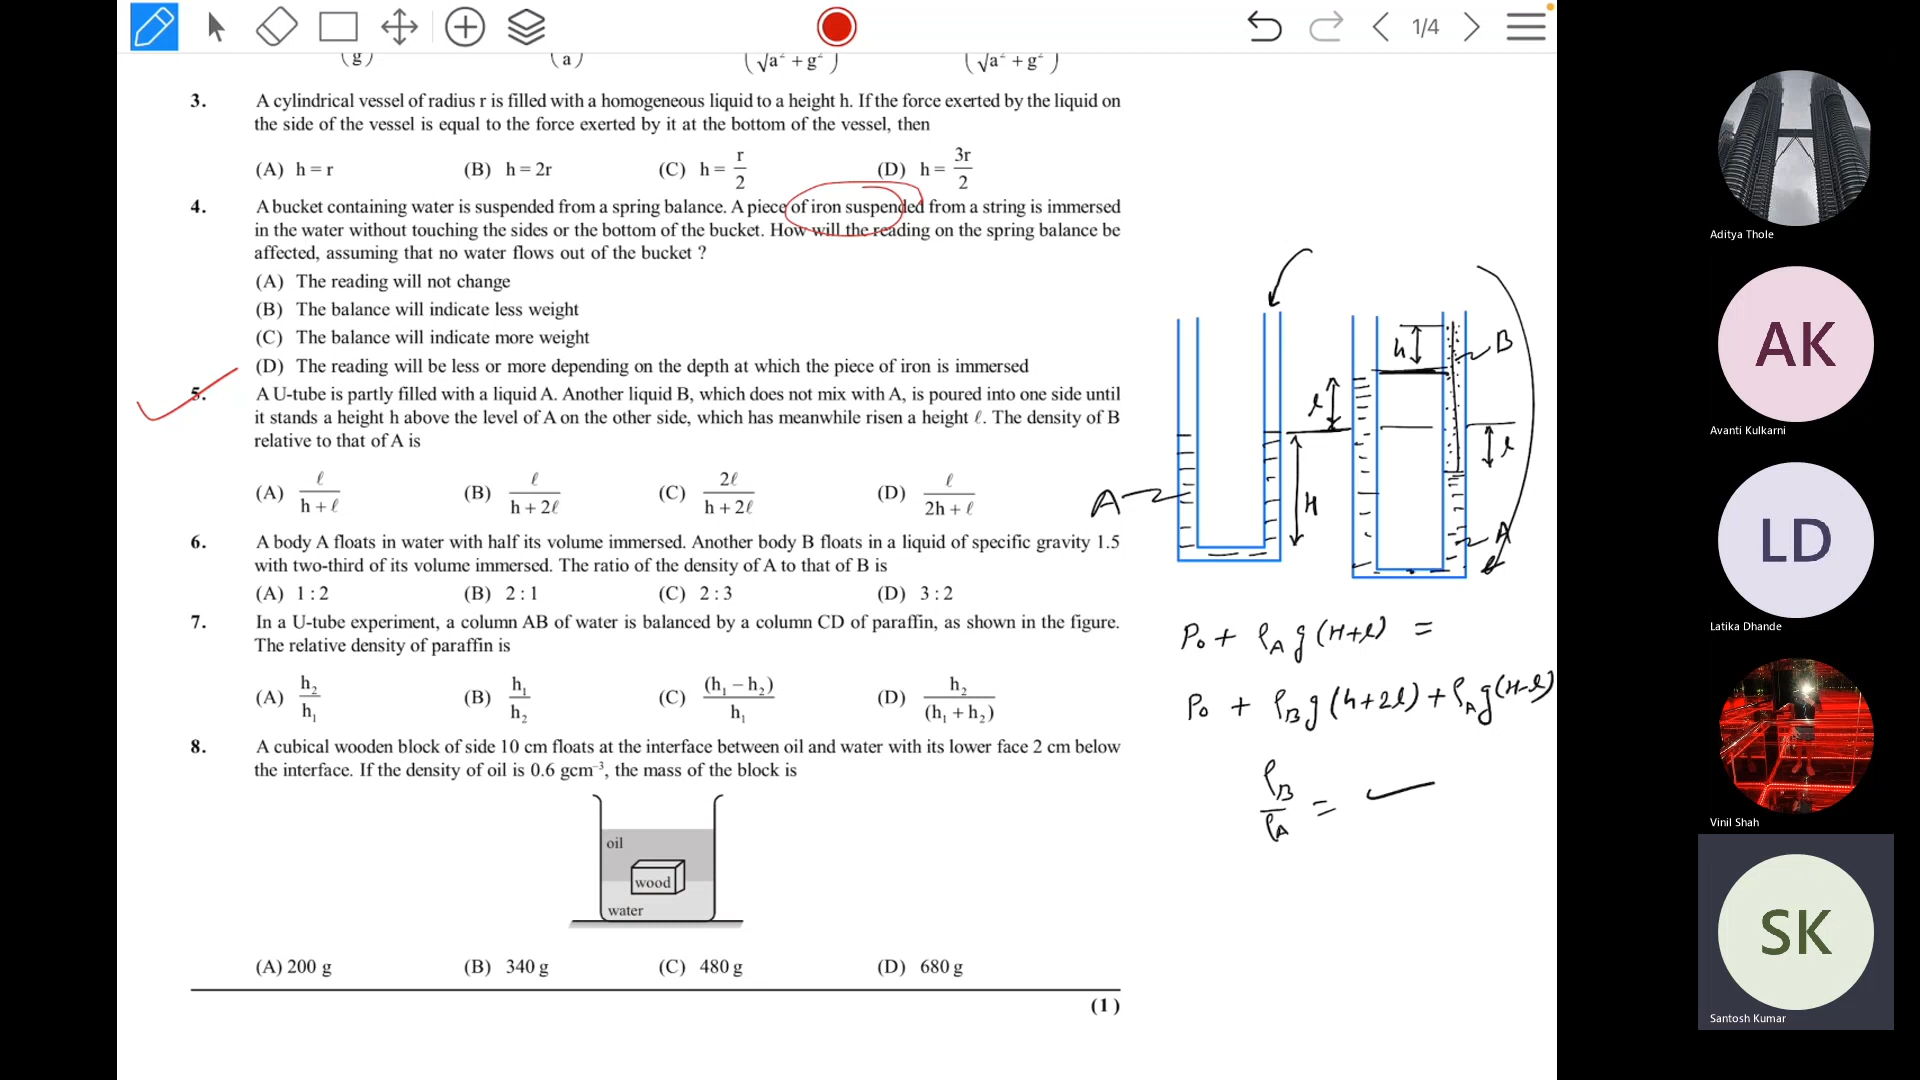 1/4
(g) (a) (√a² + g²) (√a² + g²)
3. A cylindrical vessel of radius r is filled with a homogeneous liquid to a height h. If the force exerted by the liquid on
the side of the vessel is equal to the force exerted by it at the bottom of the vessel, then
(A) h = r (B) h = 2r (C) h = r/2 (D) h = 3r/2
4. A bucket containing water is suspended from a spring balance. A piece of iron suspended from a string is immersed
in the water without touching the sides or the bottom of the bucket. How will the reading on the spring balance be
affected, assuming that no water flows out of the bucket ?
(A) The reading will not change
(B) The balance will indicate less weight
(C) The balance will indicate more weight
(D) The reading will be less or more depending on the depth at which the piece of iron is immersed
5. A U-tube is partly filled with a liquid A. Another liquid B, which does not mix with A, is poured into one side until
it stands a height h above the level of A on the other side, which has meanwhile risen a height ℓ. The density of B
relative to that of A is
(A) ℓ/(h + ℓ) (B) ℓ/(h + 2ℓ) (C) 2ℓ/(h + 2ℓ) (D) ℓ/(2h + ℓ)
6. A body A floats in water with half its volume immersed. Another body B floats in a liquid of specific gravity 1.5
with two-third of its volume immersed. The ratio of the density of A to that of B is
(A) 1 : 2 (B) 2 : 1 (C) 2 : 3 (D) 3 : 2
7. In a U-tube experiment, a column AB of water is balanced by a column CD of paraffin, as shown in the figure.
The relative density of paraffin is
(A) h₂/h₁ (B) h₁/h₂ (C) (h₁ – h₂)/h₁ (D) h₂/(h₁ + h₂)
8. A cubical wooden block of side 10 cm floats at the interface between oil and water with its lower face 2 cm below
the interface. If the density of oil is 0.6 gcm⁻³, the mass of the block is
oil
wood
water
(A) 200 g (B) 340 g (C) 480 g (D) 680 g
(1)
A
H
ℓ
h
B
ℓ
A
P₀ + ρ_A g (H+ℓ) =
P₀ + ρ_B g (h+2ℓ) + ρ_A g (H-ℓ)
ρ_B/ρ_A =
Aditya Thole
AK
Avanti Kulkarni
LD
Latika Dhande
Vinil Shah
SK
Santosh Kumar